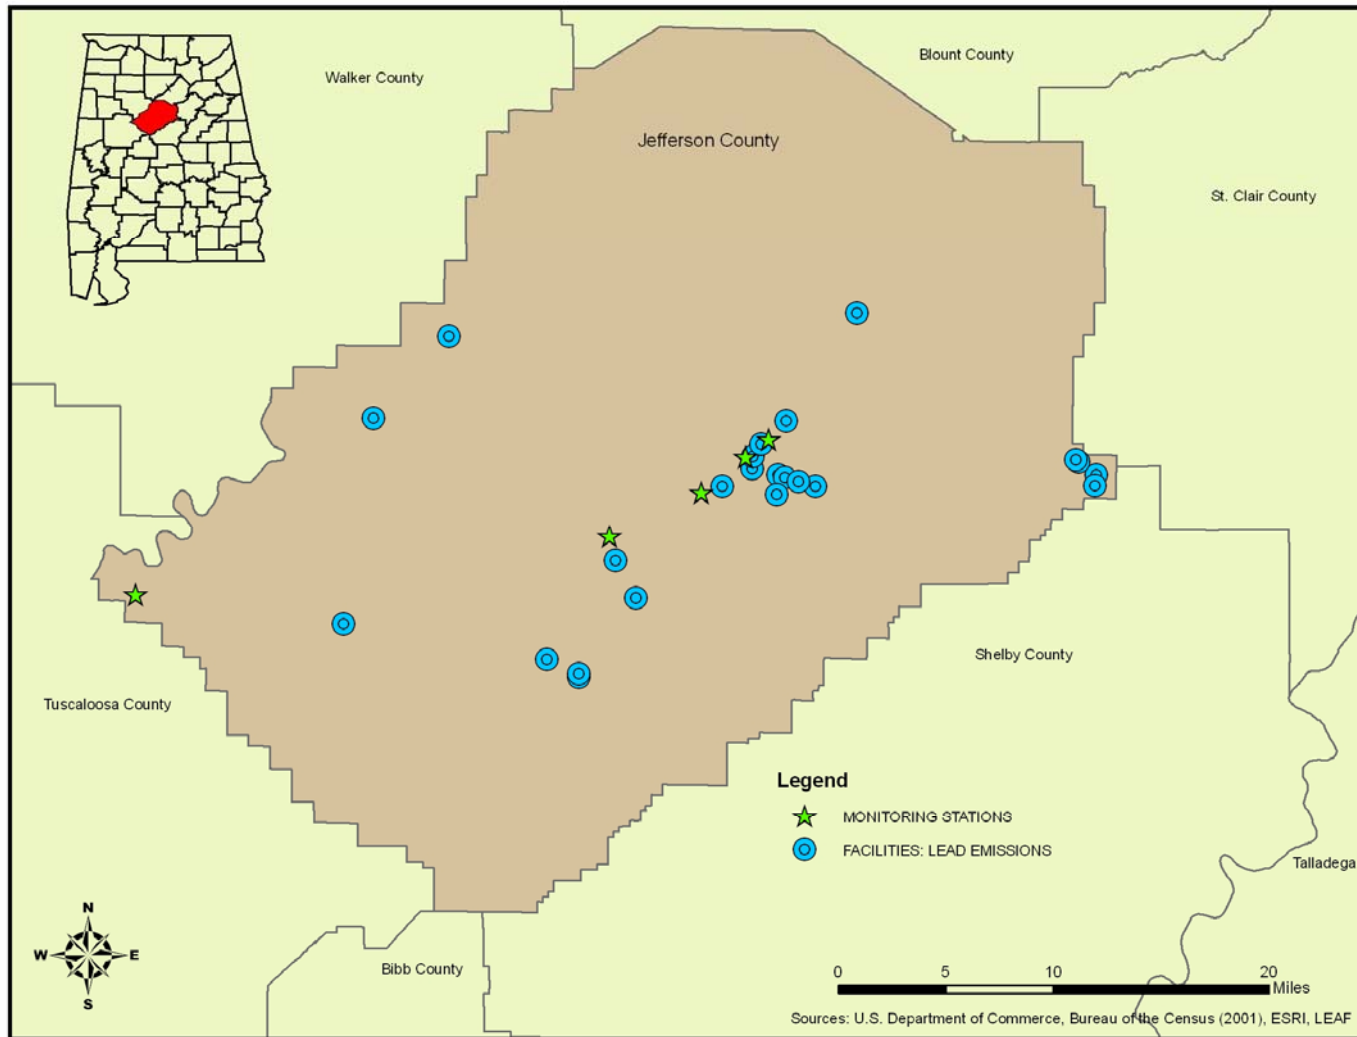 Blount County
Walker County
Jefferson County
St. Clair County
Shelby County
Tuscaloosa County
Legend
MONITORING STATIONS
FACILITIES: LEAD EMISSIONS
Talladega
N
W E
S
Bibb County
0 5 10 20
Miles
Sources: U.S. Department of Commerce, Bureau of the Census (2001), ESRI, LEAF